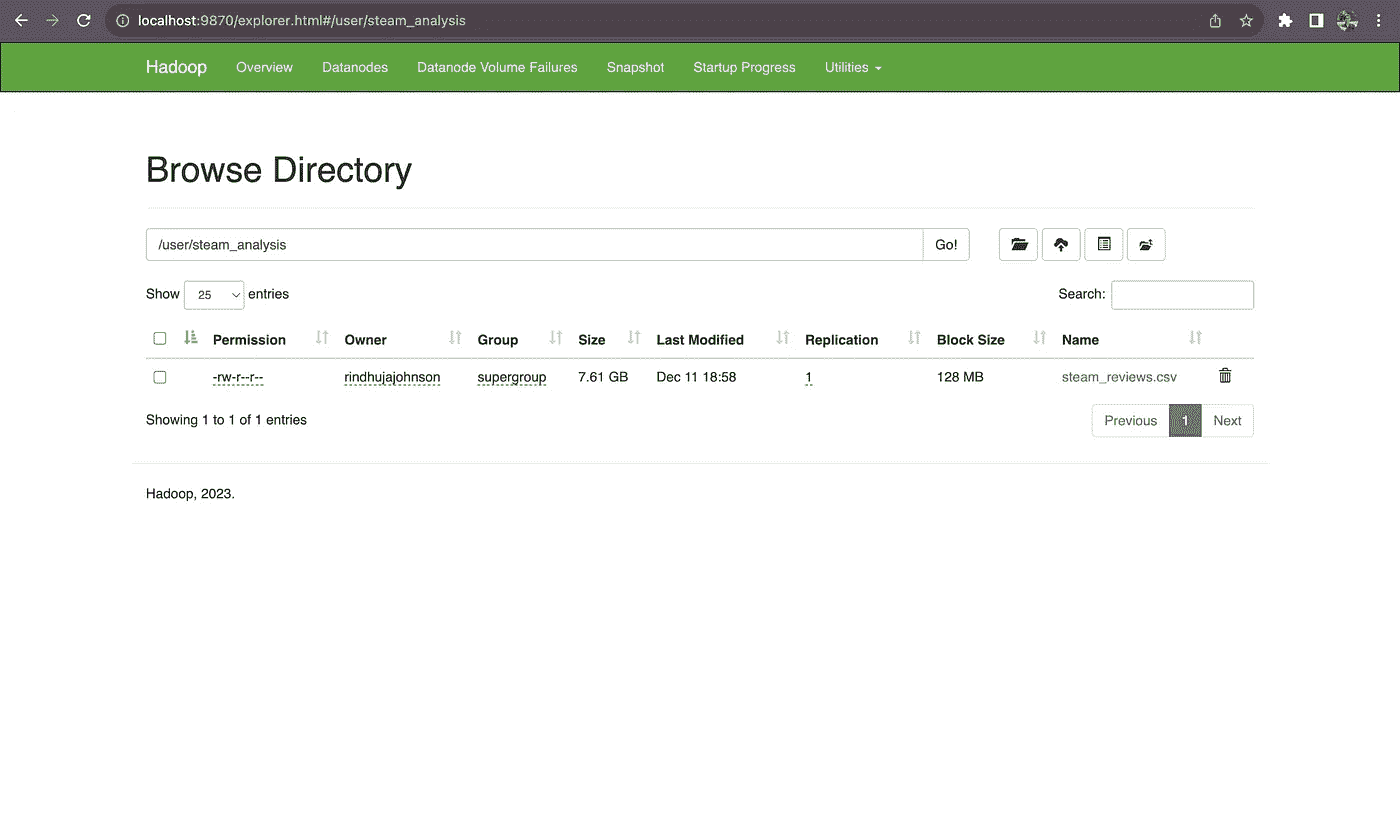 localhost:9870/explorer.html#/user/steam_analysis
Hadoop Overview Datanodes Datanode Volume Failures Snapshot Startup Progress Utilities
Browse Directory
/user/steam_analysis Go!
Show 25 entries Search:
Permission Owner Group Size Last Modified Replication Block Size Name
-rw-r--r-- rindhujajohnson supergroup 7.61 GB Dec 11 18:58 1 128 MB steam_reviews.csv
Showing 1 to 1 of 1 entries Previous 1 Next
Hadoop, 2023.